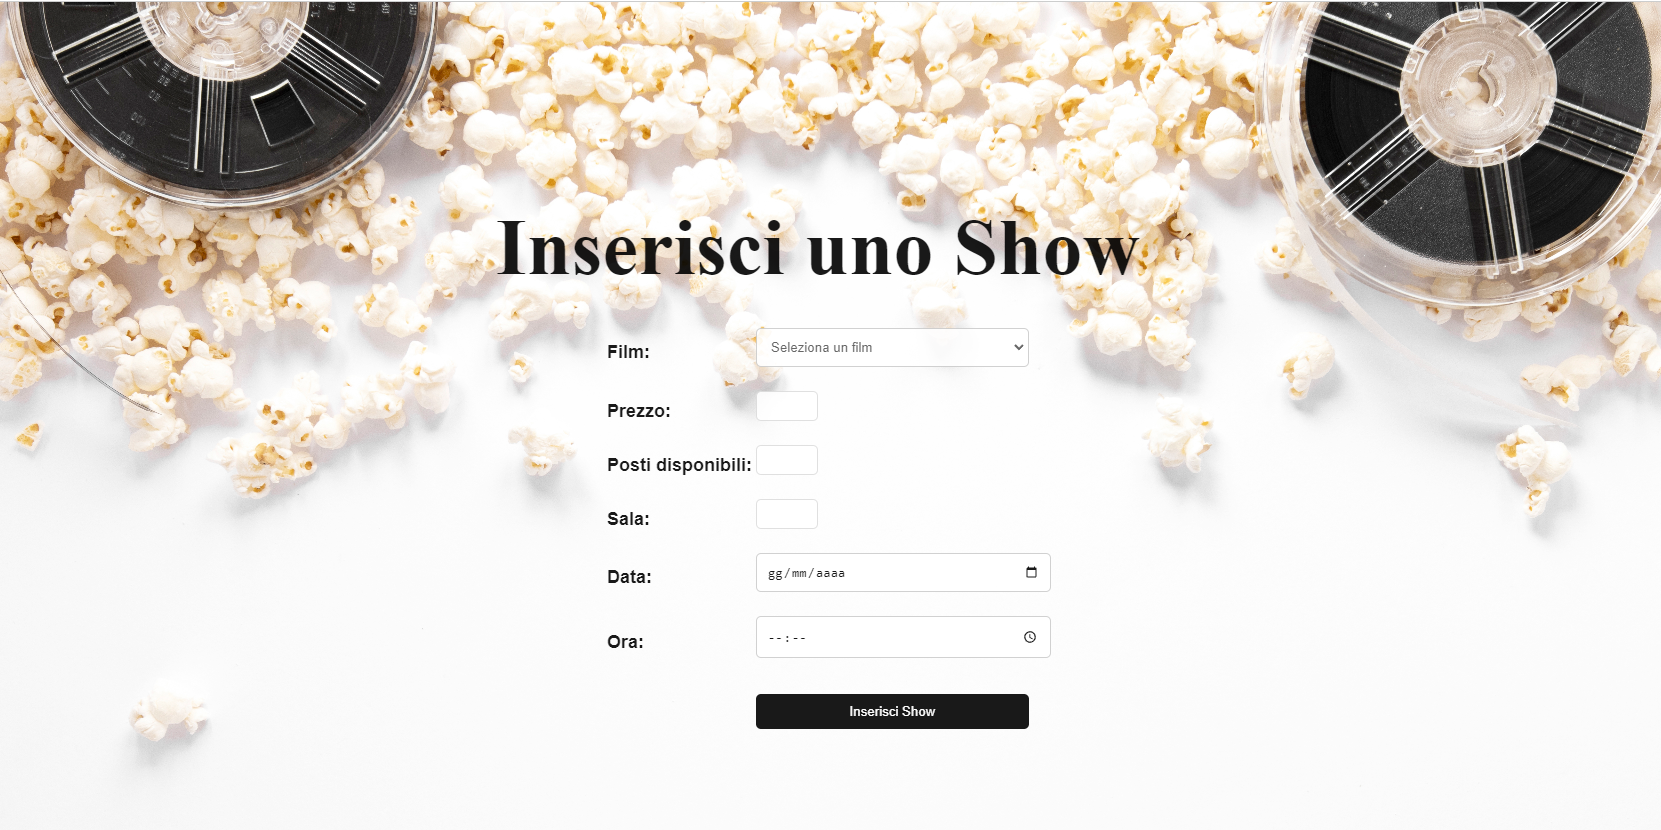 Inserisci uno Show
Film: Seleziona un film
Prezzo:
Posti disponibili:
Sala:
Data: gg/mm/aaaa
Ora: --:--
Inserisci Show